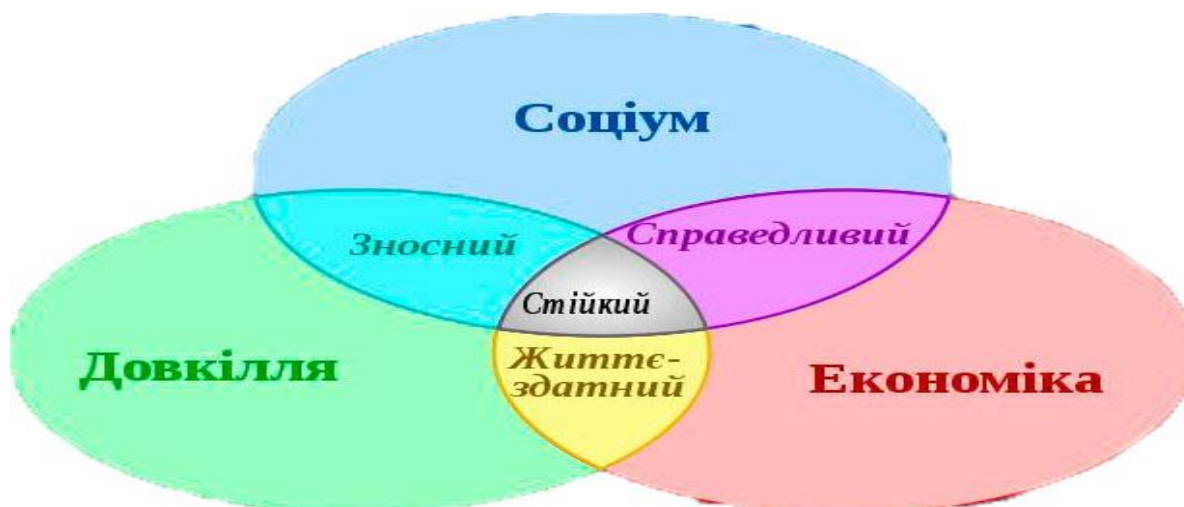 Соціум
Зносний
Справедливий
Стійкий
Довкілля
Життє-
здатний
Економіка